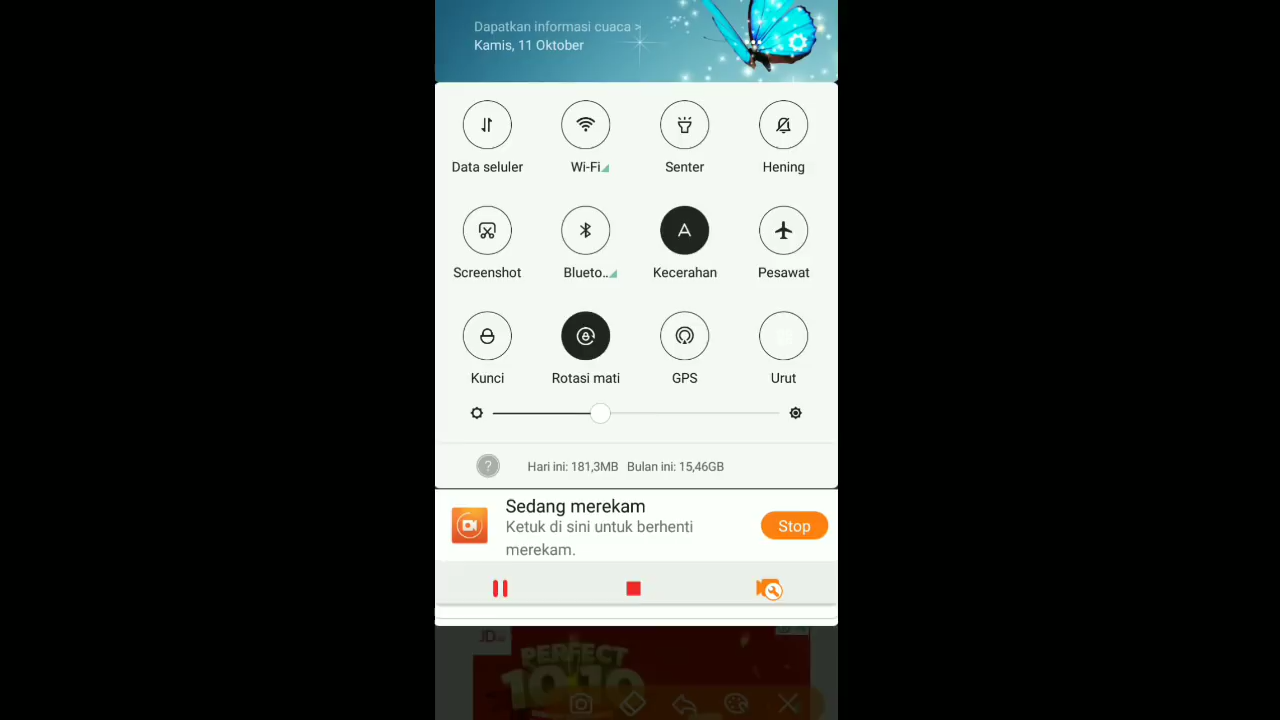 Dapatkan informasi cuaca >
Kamis, 11 Oktober
Data seluler
Wi-Fi
Senter
Hening
A
Screenshot
Blueto..
Kecerahan
Pesawat
Kunci
Rotasi mati
GPS
Urut
?
Hari ini: 181,3MB Bulan ini: 15,46GB
Sedang merekam
Ketuk di sini untuk berhenti
merekam.
Stop
JD
PERFECT
10 10